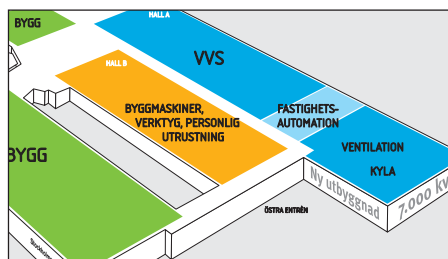 HALL A
BYGG
VVS
HALL B
BYGGMASKINER,
VERKTYG, PERSONLIG
UTRUSTNING
FASTIGHETS-
AUTOMATION
VENTILATION
KYLA
BYGG
Ny utbyggnad
7.000 kv
ÖSTRA ENTRÉN